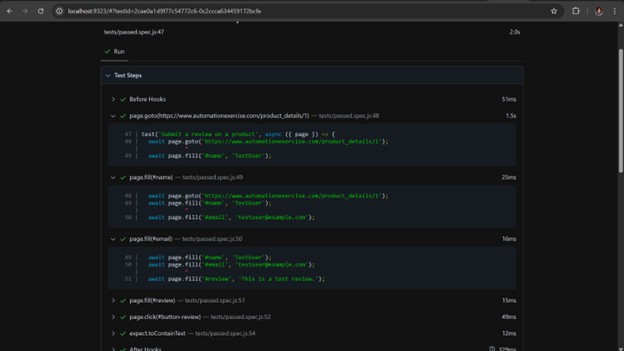 localhost:9323/#?testId=2cae0a1d9f77c54772c6-0c2ccca634459172bcfe
tests/passed.spec.js:47
2.0s
Run
Test Steps
Before Hooks
51ms
page.goto(https://www.automationexercise.com/product_details/1) — tests/passed.spec.js:48
1.5s
47 | test('Submit a review on a product', async ({ page }) => {
48 | await page.goto('https://www.automationexercise.com/product_details/1');
| ^
49 | await page.fill('#name', 'TestUser');
page.fill(#name) — tests/passed.spec.js:49
25ms
48 | await page.goto('https://www.automationexercise.com/product_details/1');
49 | await page.fill('#name', 'TestUser');
| ^
50 | await page.fill('#email', 'testuser@example.com');
page.fill(#email) — tests/passed.spec.js:50
16ms
49 | await page.fill('#name', 'TestUser');
50 | await page.fill('#email', 'testuser@example.com');
| ^
51 | await page.fill('#review', 'This is a test review.');
page.fill(#review) — tests/passed.spec.js:51
15ms
page.click(#button-review) — tests/passed.spec.js:52
49ms
expect.toContainText — tests/passed.spec.js:54
12ms
After Hooks
329ms